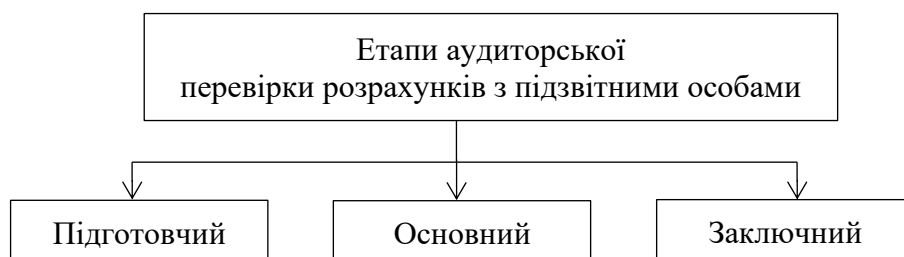 Етапи аудиторської
перевірки розрахунків з підзвітними особами
Підготовчий
Основний
Заключний